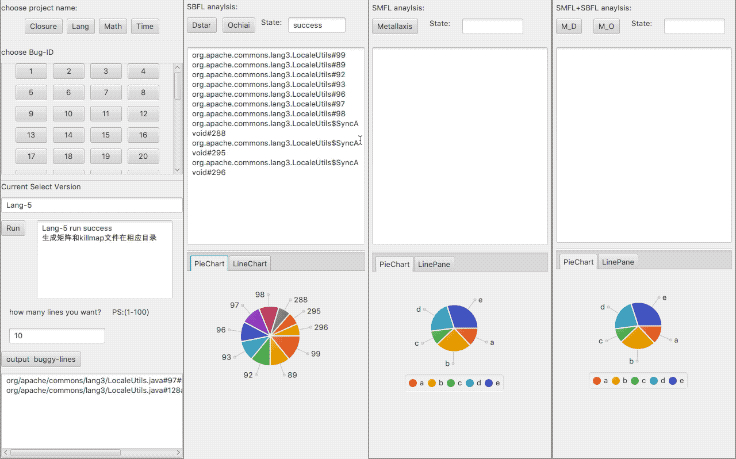 choose project name:
Closure Lang Math Time
choose Bug-ID
1 2 3 4
5 6 7 8
9 10 11 12
13 14 15 16
17 18 19 20
Current Select Version
Lang-5
Run
Lang-5 run success
生成矩阵和killmap文件在相应目录
how many lines you want? PS:(1-100)
10
output buggy-lines
org/apache/commons/lang3/LocaleUtils.java#97#
org/apache/commons/lang3/LocaleUtils.java#128
SBFL anaylsis:
Dstar Ochiai State: success
org.apache.commons.lang3.LocaleUtils#99
org.apache.commons.lang3.LocaleUtils#89
org.apache.commons.lang3.LocaleUtils#92
org.apache.commons.lang3.LocaleUtils#93
org.apache.commons.lang3.LocaleUtils#96
org.apache.commons.lang3.LocaleUtils#97
org.apache.commons.lang3.LocaleUtils#98
org.apache.commons.lang3.LocaleUtils$SyncA
void#288
org.apache.commons.lang3.LocaleUtils$SyncA
void#295
org.apache.commons.lang3.LocaleUtils$SyncA
void#296
PieChart LineChart
98
288
97
295
96
296
93
99
92
89
SMFL anaylsis:
Metallaxis State:
PieChart LinePane
e
d
c
a
b
a b c d e
SMFL+SBFL anaylsis:
M_D M_O State:
PieChart LinePane
e
d
c
a
b
a b c d e